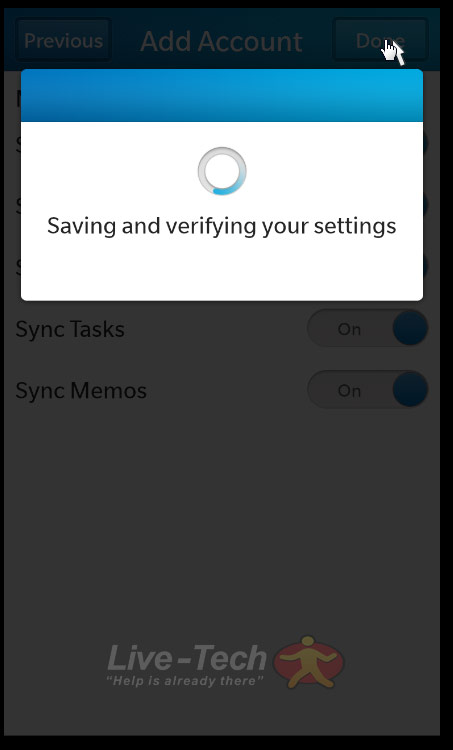 Previous
Add Account
Done
Saving and verifying your settings
Sync Tasks
On
Sync Memos
On
Live-Tech
"Help is already there"